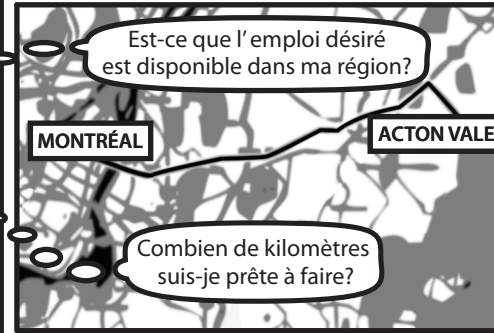 Est-ce que l'emploi désiré
est disponible dans ma région?
MONTRÉAL
ACTON VALE
Combien de kilomètres
suis-je prête à faire?